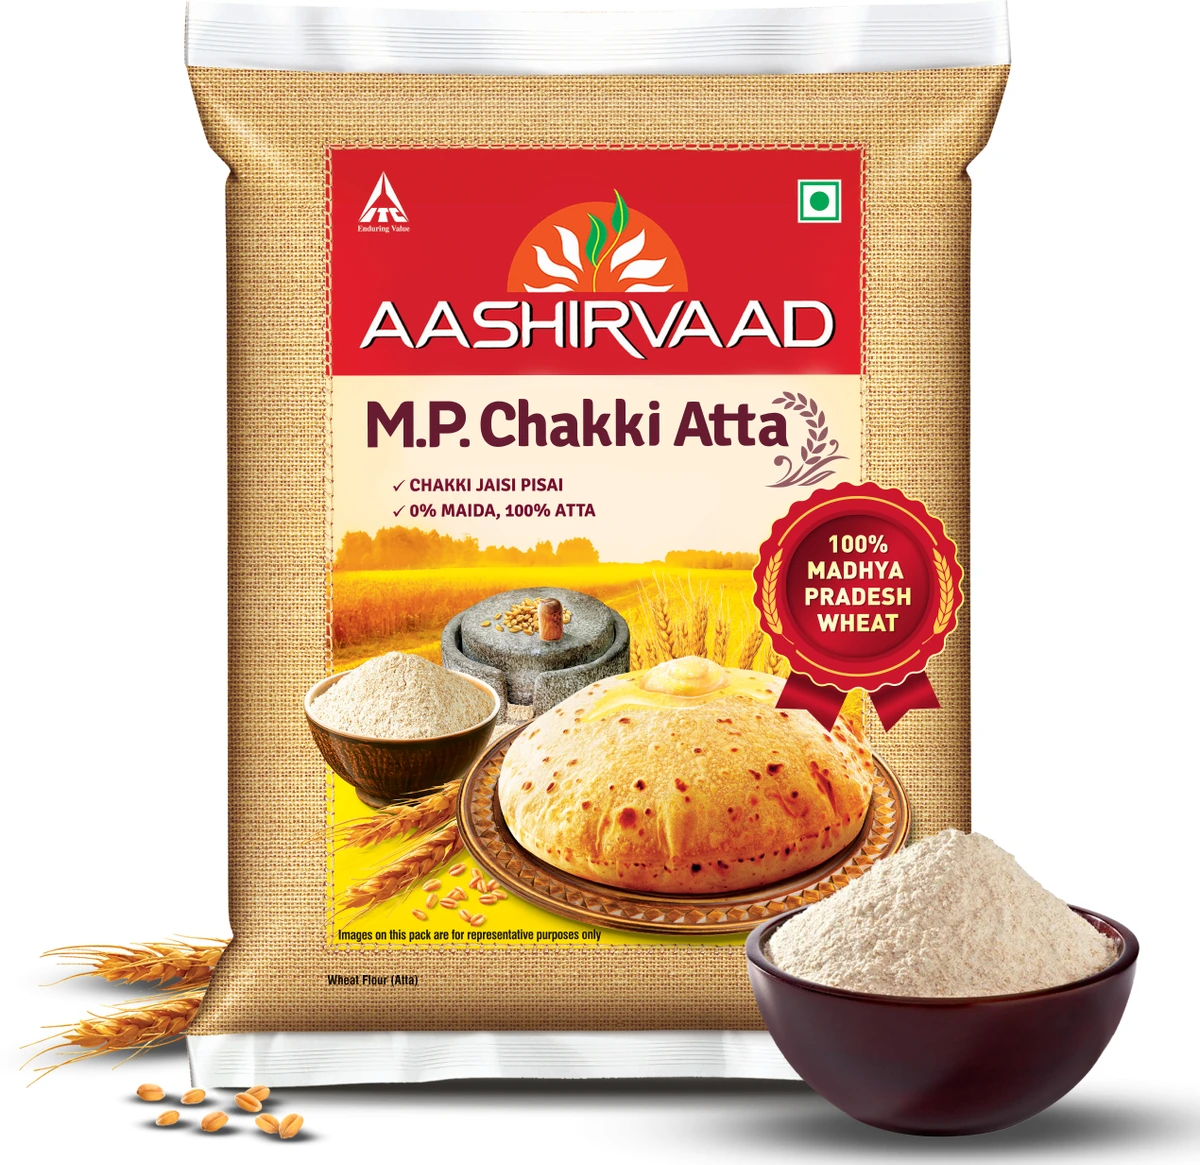 ITC
Enduring Value
AASHIRVAAD
M.P. Chakki Atta
✓ CHAKKI JAISI PISAI
✓ 0% MAIDA, 100% ATTA
100%
MADHYA
PRADESH
WHEAT
Images on this pack are for representative purposes only
Wheat Flour (Atta)